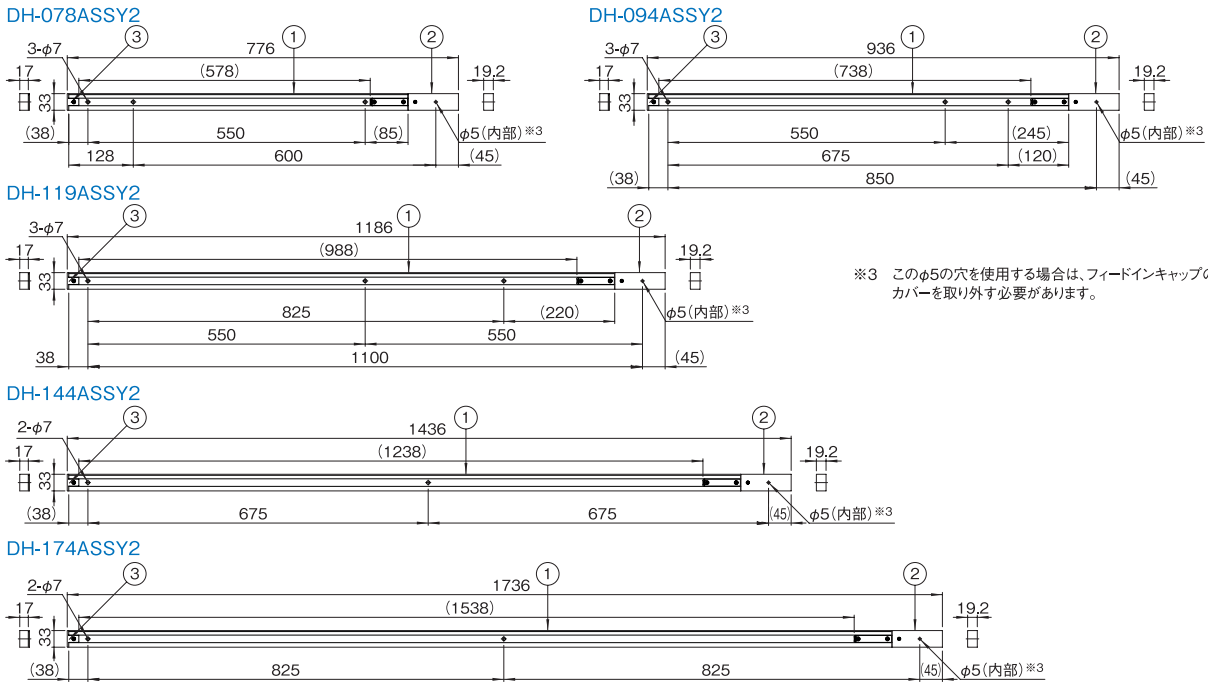 DH-078ASSY2
3-φ7 ③ 776 ① ②
17 (578) 19.2
33
(38) 550 (85) φ5(内部)※3
128 600 (45)
DH-094ASSY2
3-φ7 ③ 936 ① ②
17 (738) 19.2
33
550 (245) φ5(内部)※3
675 (120)
(38) 850 (45)
DH-119ASSY2
3-φ7 ③ 1186 ① ②
17 (988) 19.2
33
825 (220) φ5(内部)※3
550 550
38 1100 (45)
※3 このφ5の穴を使用する場合は、フィードインキャップの
カバーを取り外す必要があります。
DH-144ASSY2
2-φ7 ③ 1436 ① ②
17 (1238) 19.2
33
(38) 675 675 (45) φ5(内部)※3
DH-174ASSY2
2-φ7 ③ 1736 ① ②
17 (1538) 19.2
33
(38) 825 825 (45) φ5(内部)※3